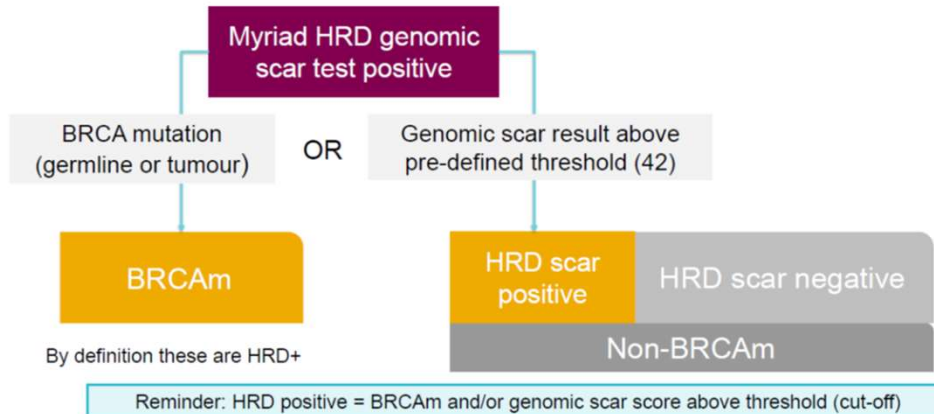 Myriad HRD genomic
scar test positive
BRCA mutation
(germline or tumour)
OR
Genomic scar result above
pre-defined threshold (42)
BRCAm
HRD scar
positive
HRD scar negative
By definition these are HRD+
Non-BRCAm
Reminder: HRD positive = BRCAm and/or genomic scar score above threshold (cut-off)